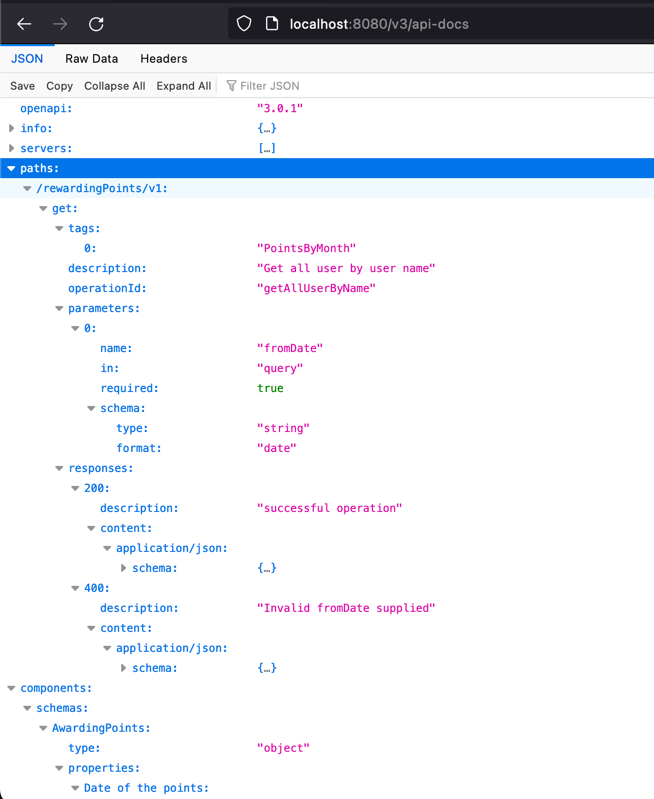 localhost:8080/v3/api-docs
JSON Raw Data Headers
Save Copy Collapse All Expand All Filter JSON
openapi: "3.0.1"
info: {…}
servers: […]
paths:
/rewardingPoints/v1:
get:
tags:
0: "PointsByMonth"
description: "Get all user by user name"
operationId: "getAllUserByName"
parameters:
0:
name: "fromDate"
in: "query"
required: true
schema:
type: "string"
format: "date"
responses:
200:
description: "successful operation"
content:
application/json:
schema: {…}
400:
description: "Invalid fromDate supplied"
content:
application/json:
schema: {…}
components:
schemas:
AwardingPoints:
type: "object"
properties:
Date of the points: